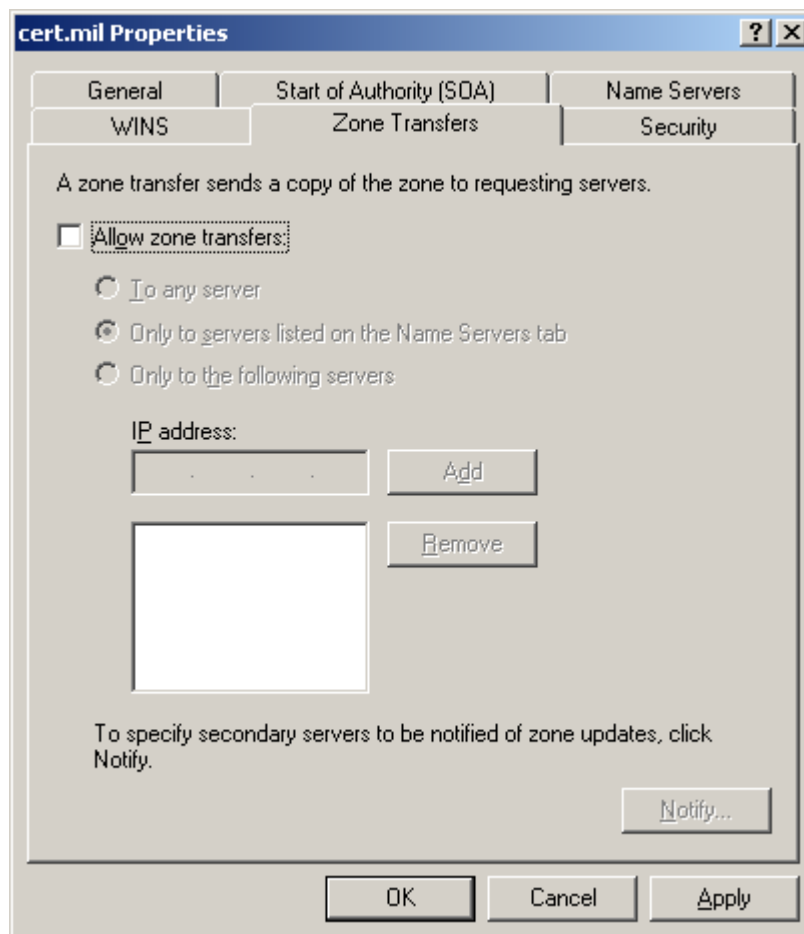 cert.mil Properties
General
Start of Authority (SOA)
Name Servers
WINS
Zone Transfers
Security
A zone transfer sends a copy of the zone to requesting servers.
Allow zone transfers:
To any server
Only to servers listed on the Name Servers tab
Only to the following servers
IP address:
. . .
Add
Remove
To specify secondary servers to be notified of zone updates, click
Notify.
Notify...
OK
Cancel
Apply